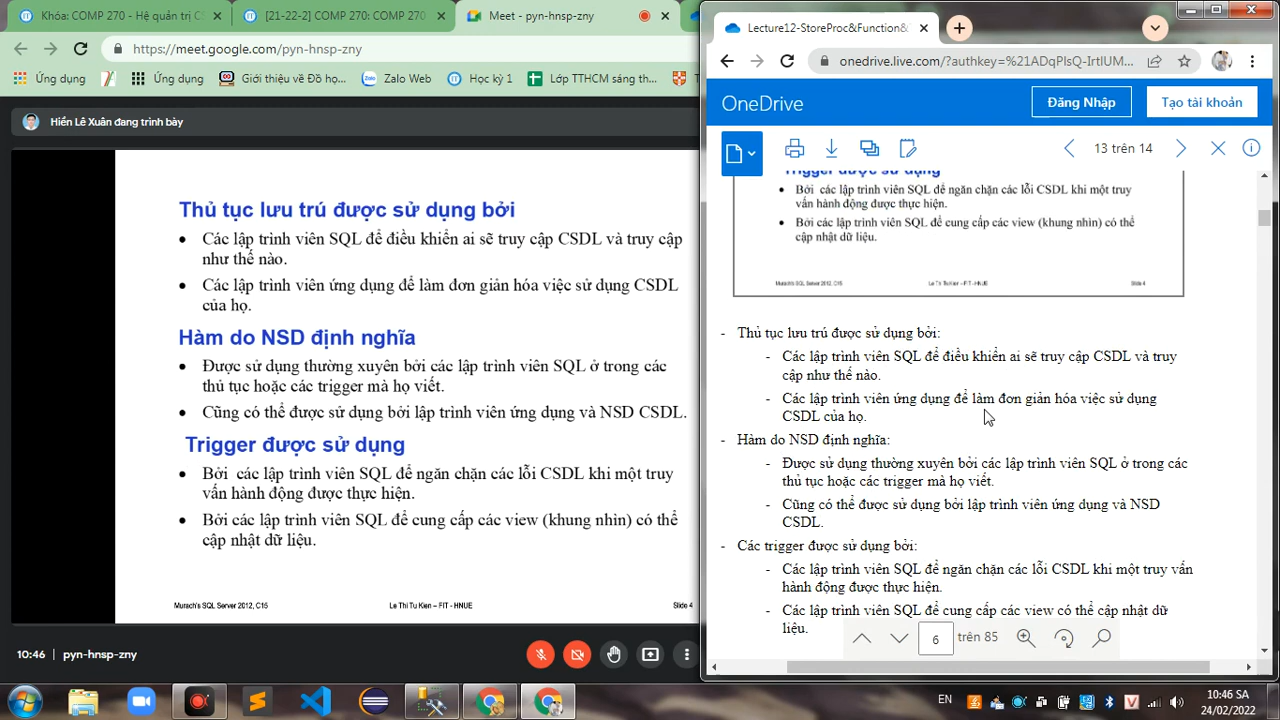 Khóa: COMP 270 - Hệ quản trị C
[21-22-2] COMP 270: COMP 270:
Meet - pyn-hnsp-zny
https://meet.google.com/pyn-hnsp-zny
Ứng dụng
Ứng dụng
Giới thiệu về Đồ họ...
Zalo Web
Học kỳ 1
Lớp TTHCM sáng th...
Hiển Đoàn đang trình bày
Thủ tục lưu trú được sử dụng bởi
Các lập trình viên SQL để điều khiển ai sẽ truy cập CSDL và truy cập
như thế nào.
Các lập trình viên ứng dụng để làm đơn giản hóa việc sử dụng CSDL
của họ.
Hàm do NSD định nghĩa
Được sử dụng thường xuyên bởi các lập trình viên SQL ở trong các
thủ tục hoặc các trigger mà họ viết.
Cũng có thể được sử dụng bởi lập trình viên ứng dụng và NSD CSDL.
Trigger được sử dụng
Bởi các lập trình viên SQL để ngăn chặn các lỗi CSDL khi một truy
vấn hành động được thực hiện.
Bởi các lập trình viên SQL để cung cấp các view (khung nhìn) có thể
cập nhật dữ liệu.
Murach's SQL Server 2012, C15
Le Thi Tu Kien – FIT - HNUE
Slide 4
10:46
pyn-hnsp-zny
Lecture12-StoreProc&Function&
onedrive.live.com/?authkey=%21ADqPlsQ-IrtlUM...
OneDrive
Đăng Nhập
Tạo tài khoản
13 trên 14
Trigger được sử dụng
Bởi các lập trình viên SQL để ngăn chặn các lỗi CSDL khi một truy
vấn hành động được thực hiện.
Bởi các lập trình viên SQL để cung cấp các view (khung nhìn) có thể
cập nhật dữ liệu.
Murach's SQL Server 2012, C15
Le Thi Tu Kien – FIT – HNUE
Slide 4
- Thủ tục lưu trú được sử dụng bởi:
- Các lập trình viên SQL để điều khiển ai sẽ truy cập CSDL và truy
cập như thế nào.
- Các lập trình viên ứng dụng để làm đơn giản hóa việc sử dụng
CSDL của họ.
- Hàm do NSD định nghĩa:
- Được sử dụng thường xuyên bởi các lập trình viên SQL ở trong các
thủ tục hoặc các trigger mà họ viết.
- Cũng có thể được sử dụng bởi lập trình viên ứng dụng và NSD
CSDL.
- Các trigger được sử dụng bởi:
- Các lập trình viên SQL để ngăn chặn các lỗi CSDL khi một truy vấn
hành động được thực hiện.
- Các lập trình viên SQL để cung cấp các view có thể cập nhật dữ
liệu.
6 trên 85
EN
10:46 SA
24/02/2022